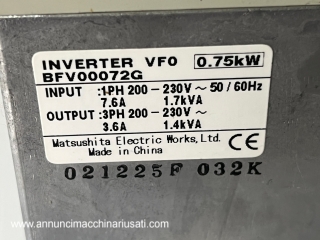 INVERTER VFO 0.75kW
BFV00072G
INPUT :1PH 200-230V~50/60Hz
7.6A 1.7kVA
OUTPUT :3PH 200-230V~
3.6A 1.4kVA
Matsushita Electric Works, Ltd.
Made in China CE
021225F 032K
www.annuncimacchinariusati.com